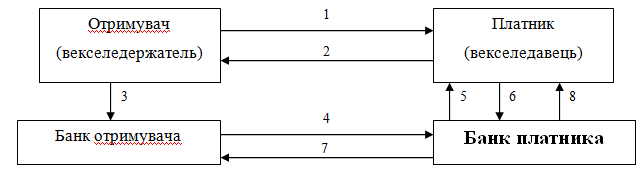 Отримувач
(векселедержатель)
1
Платник
(векселедавець)
2
3
5
6
8
Банк отримувача
4
7
Банк платника